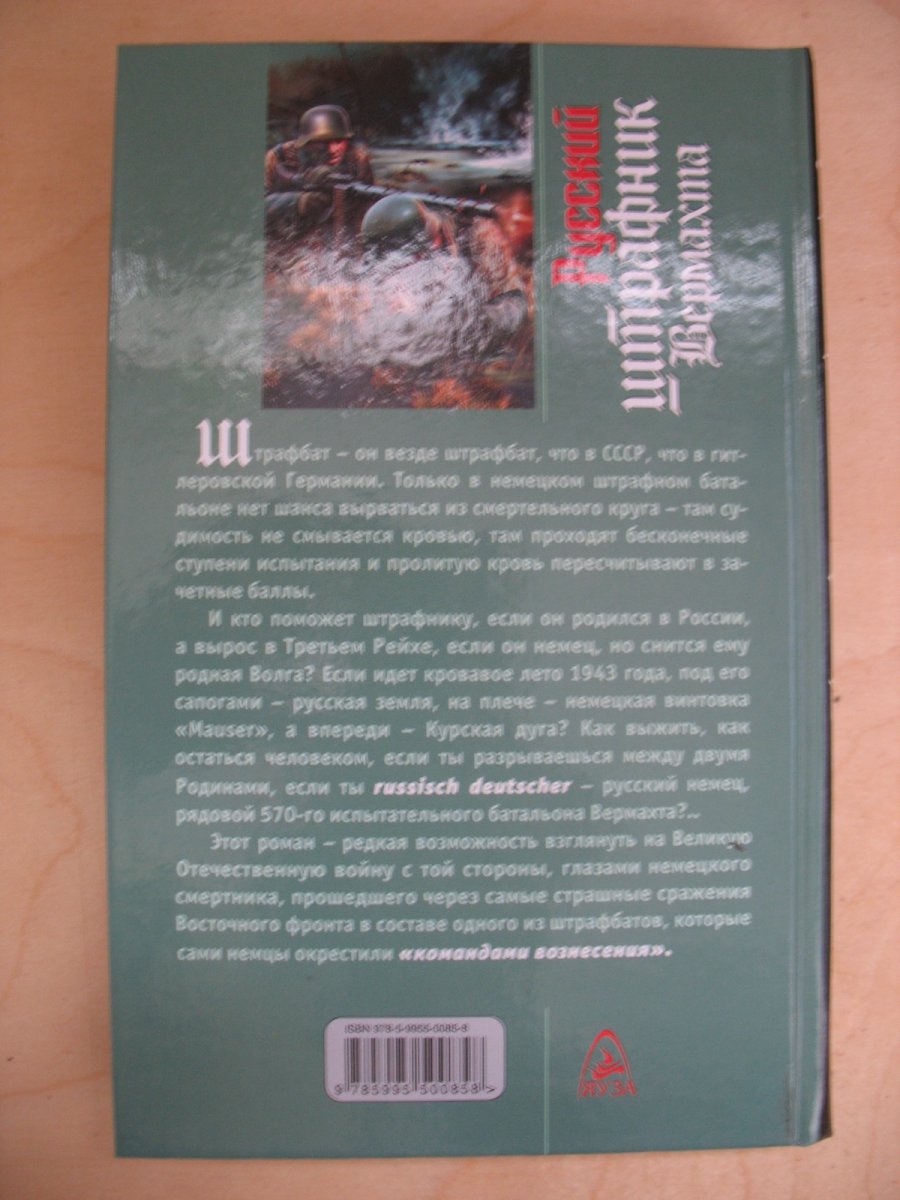 Русский
штрафник
Вермахта
Штрафбат – он везде штрафбат, что в СССР, что в гит-
леровской Германии. Только в немецком штрафном бата-
льоне нет шанса вырваться из смертельного круга – там су-
димость не смывается кровью, там проходят бесконечные
ступени испытания и пролитую кровь пересчитывают в за-
четные баллы.
И кто поможет штрафнику, если он родился в России,
а вырос в Третьем Рейхе, если он немец, но снится ему
родная Волга? Если идет кровавое лето 1943 года, под его
сапогами – русская земля, на плече – немецкая винтовка
«Mauser», а впереди – Курская дуга? Как выжить, как
остаться человеком, если ты разрываешься между двумя
Родинами, если ты russisch deutscher – русский немец,
рядовой 570-го испытательного батальона Вермахта?..
Этот роман – редкая возможность взглянуть на Великую
Отечественную войну с той стороны, глазами немецкого
смертника, прошедшего через самые страшные сражения
Восточного фронта в составе одного из штрафбатов, которые
сами немцы окрестили «командами вознесения».
ISBN 978-5-9955-0085-8
9 785995 500858 >
ЯУЗА